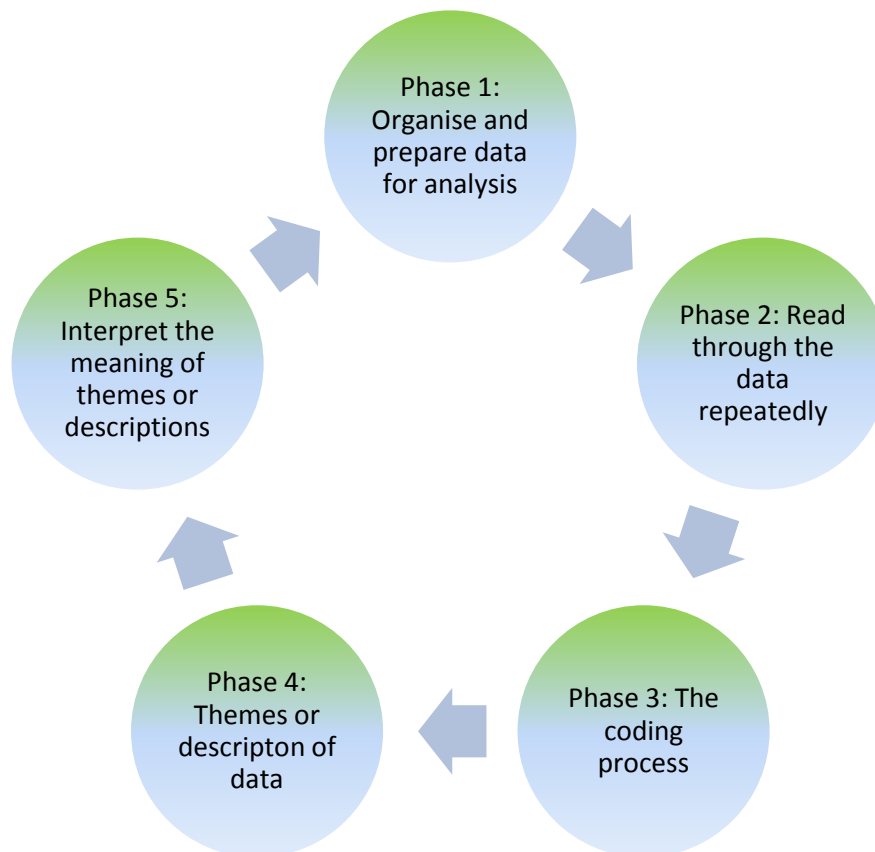 Phase 1:
Organise and
prepare data
for analysis
Phase 2: Read
through the
data
repeatedly
Phase 3: The
coding
process
Phase 4:
Themes or
descripton of
data
Phase 5:
Interpret the
meaning of
themes or
descriptions